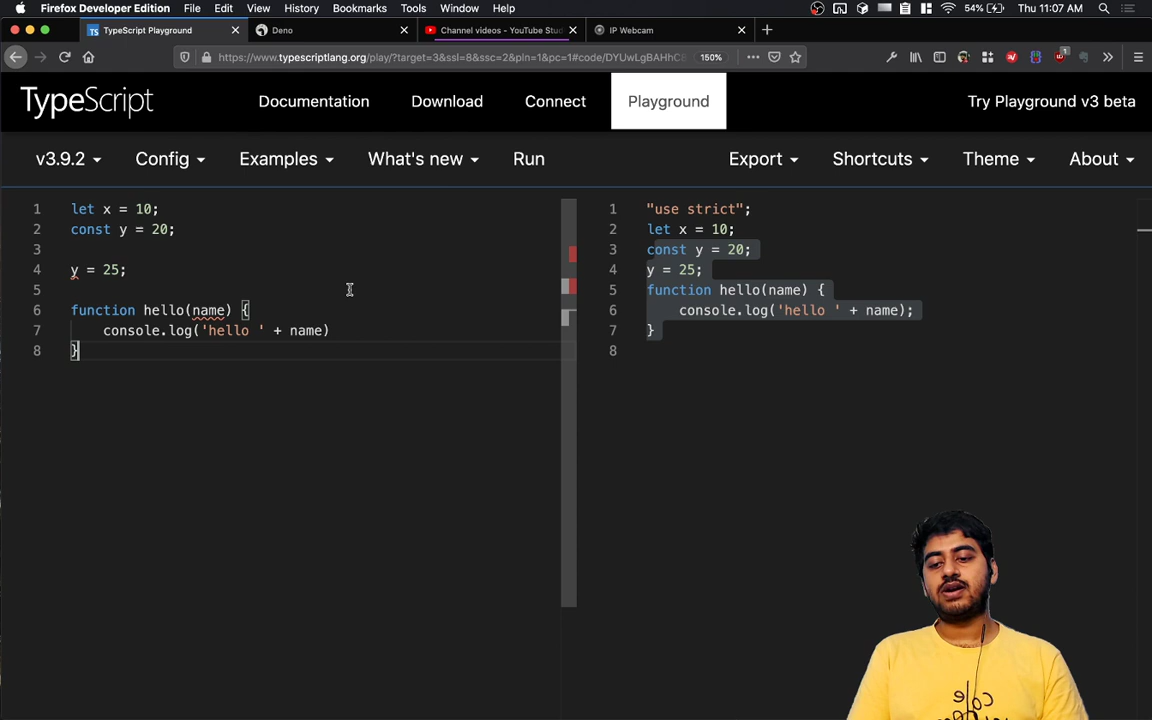 Firefox Developer Edition File Edit View History Bookmarks Tools Window Help 54% Thu 11:07 AM
TS TypeScript Playground Deno Channel videos - YouTube Stu IP Webcam
https://www.typescriptlang.org/play/?target=3&ssl=8&ssc=2&pln=1&pc=1#code/DYUwLgBAHhC 150% 1
TypeScript Documentation Download Connect Playground Try Playground v3 beta
v3.9.2 Config Examples What's new Run Export Shortcuts Theme About
1 let x = 10;
2 const y = 20;
3
4 y = 25;
5
6 function hello(name) {
7 console.log('hello ' + name)
8 }
1 "use strict";
2 let x = 10;
3 const y = 20;
4 y = 25;
5 function hello(name) {
6 console.log('hello ' + name);
7 }
8
code